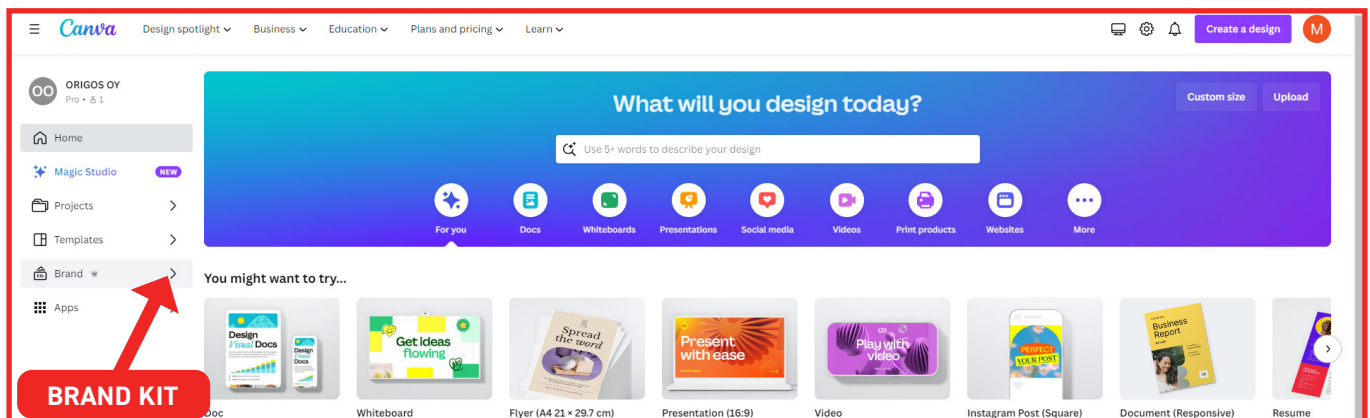 Canva
Design spotlight
Business
Education
Plans and pricing
Learn
Create a design
M
OO
ORIGOS OY
Pro • 1
Home
Magic Studio
NEW
Projects
Templates
Brand
Apps
What will you design today?
Custom size
Upload
Use 5+ words to describe your design
For you
Docs
Whiteboards
Presentations
Social media
Videos
Print products
Websites
More
You might want to try...
Design
Visual Docs
Design
Visual
Docs
Get ideas
flowing
Spread
the word
Present
with ease
Play with
video
PERFECT
YOUR POST
Business
Report
BRAND KIT
Doc
Whiteboard
Flyer (A4 21 × 29.7 cm)
Presentation (16:9)
Video
Instagram Post (Square)
Document (Responsive)
Resume